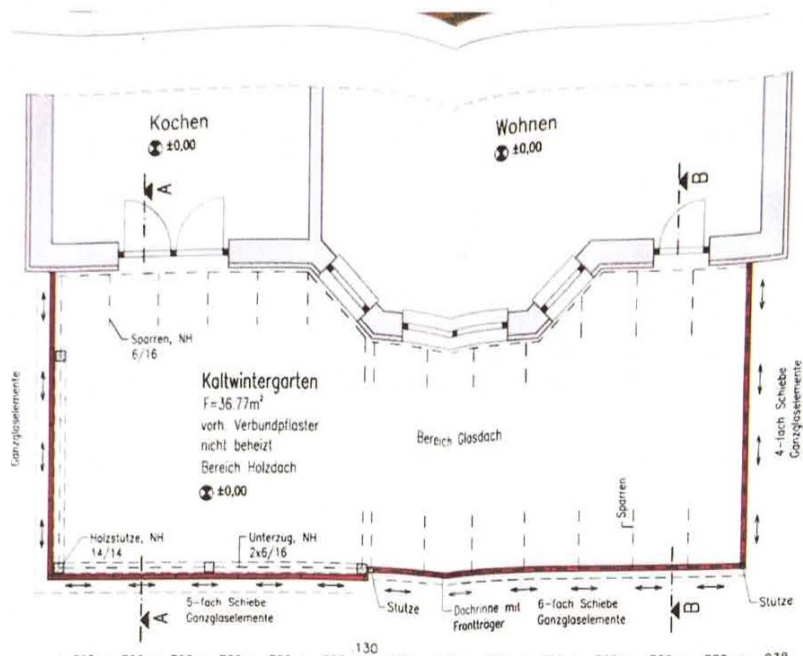 Kochen
±0,00
Wohnen
±0,00
A
B
Sparren, NH
6/16
Kaltwintergarten
F=36.77m²
vorh. Verbundpflaster
nicht beheizt
Bereich Holzdach
±0,00
Bereich Glasdach
Ganzglaselemente
4-fach Schiebe
Ganzglaselemente
Sparren
Holzstütze, NH
14/14
Unterzug, NH
2x6/16
5-fach Schiebe
Ganzglaselemente
A
Stütze
Dachrinne mit
Frontträger
6-fach Schiebe
Ganzglaselemente
B
Stütze
.130